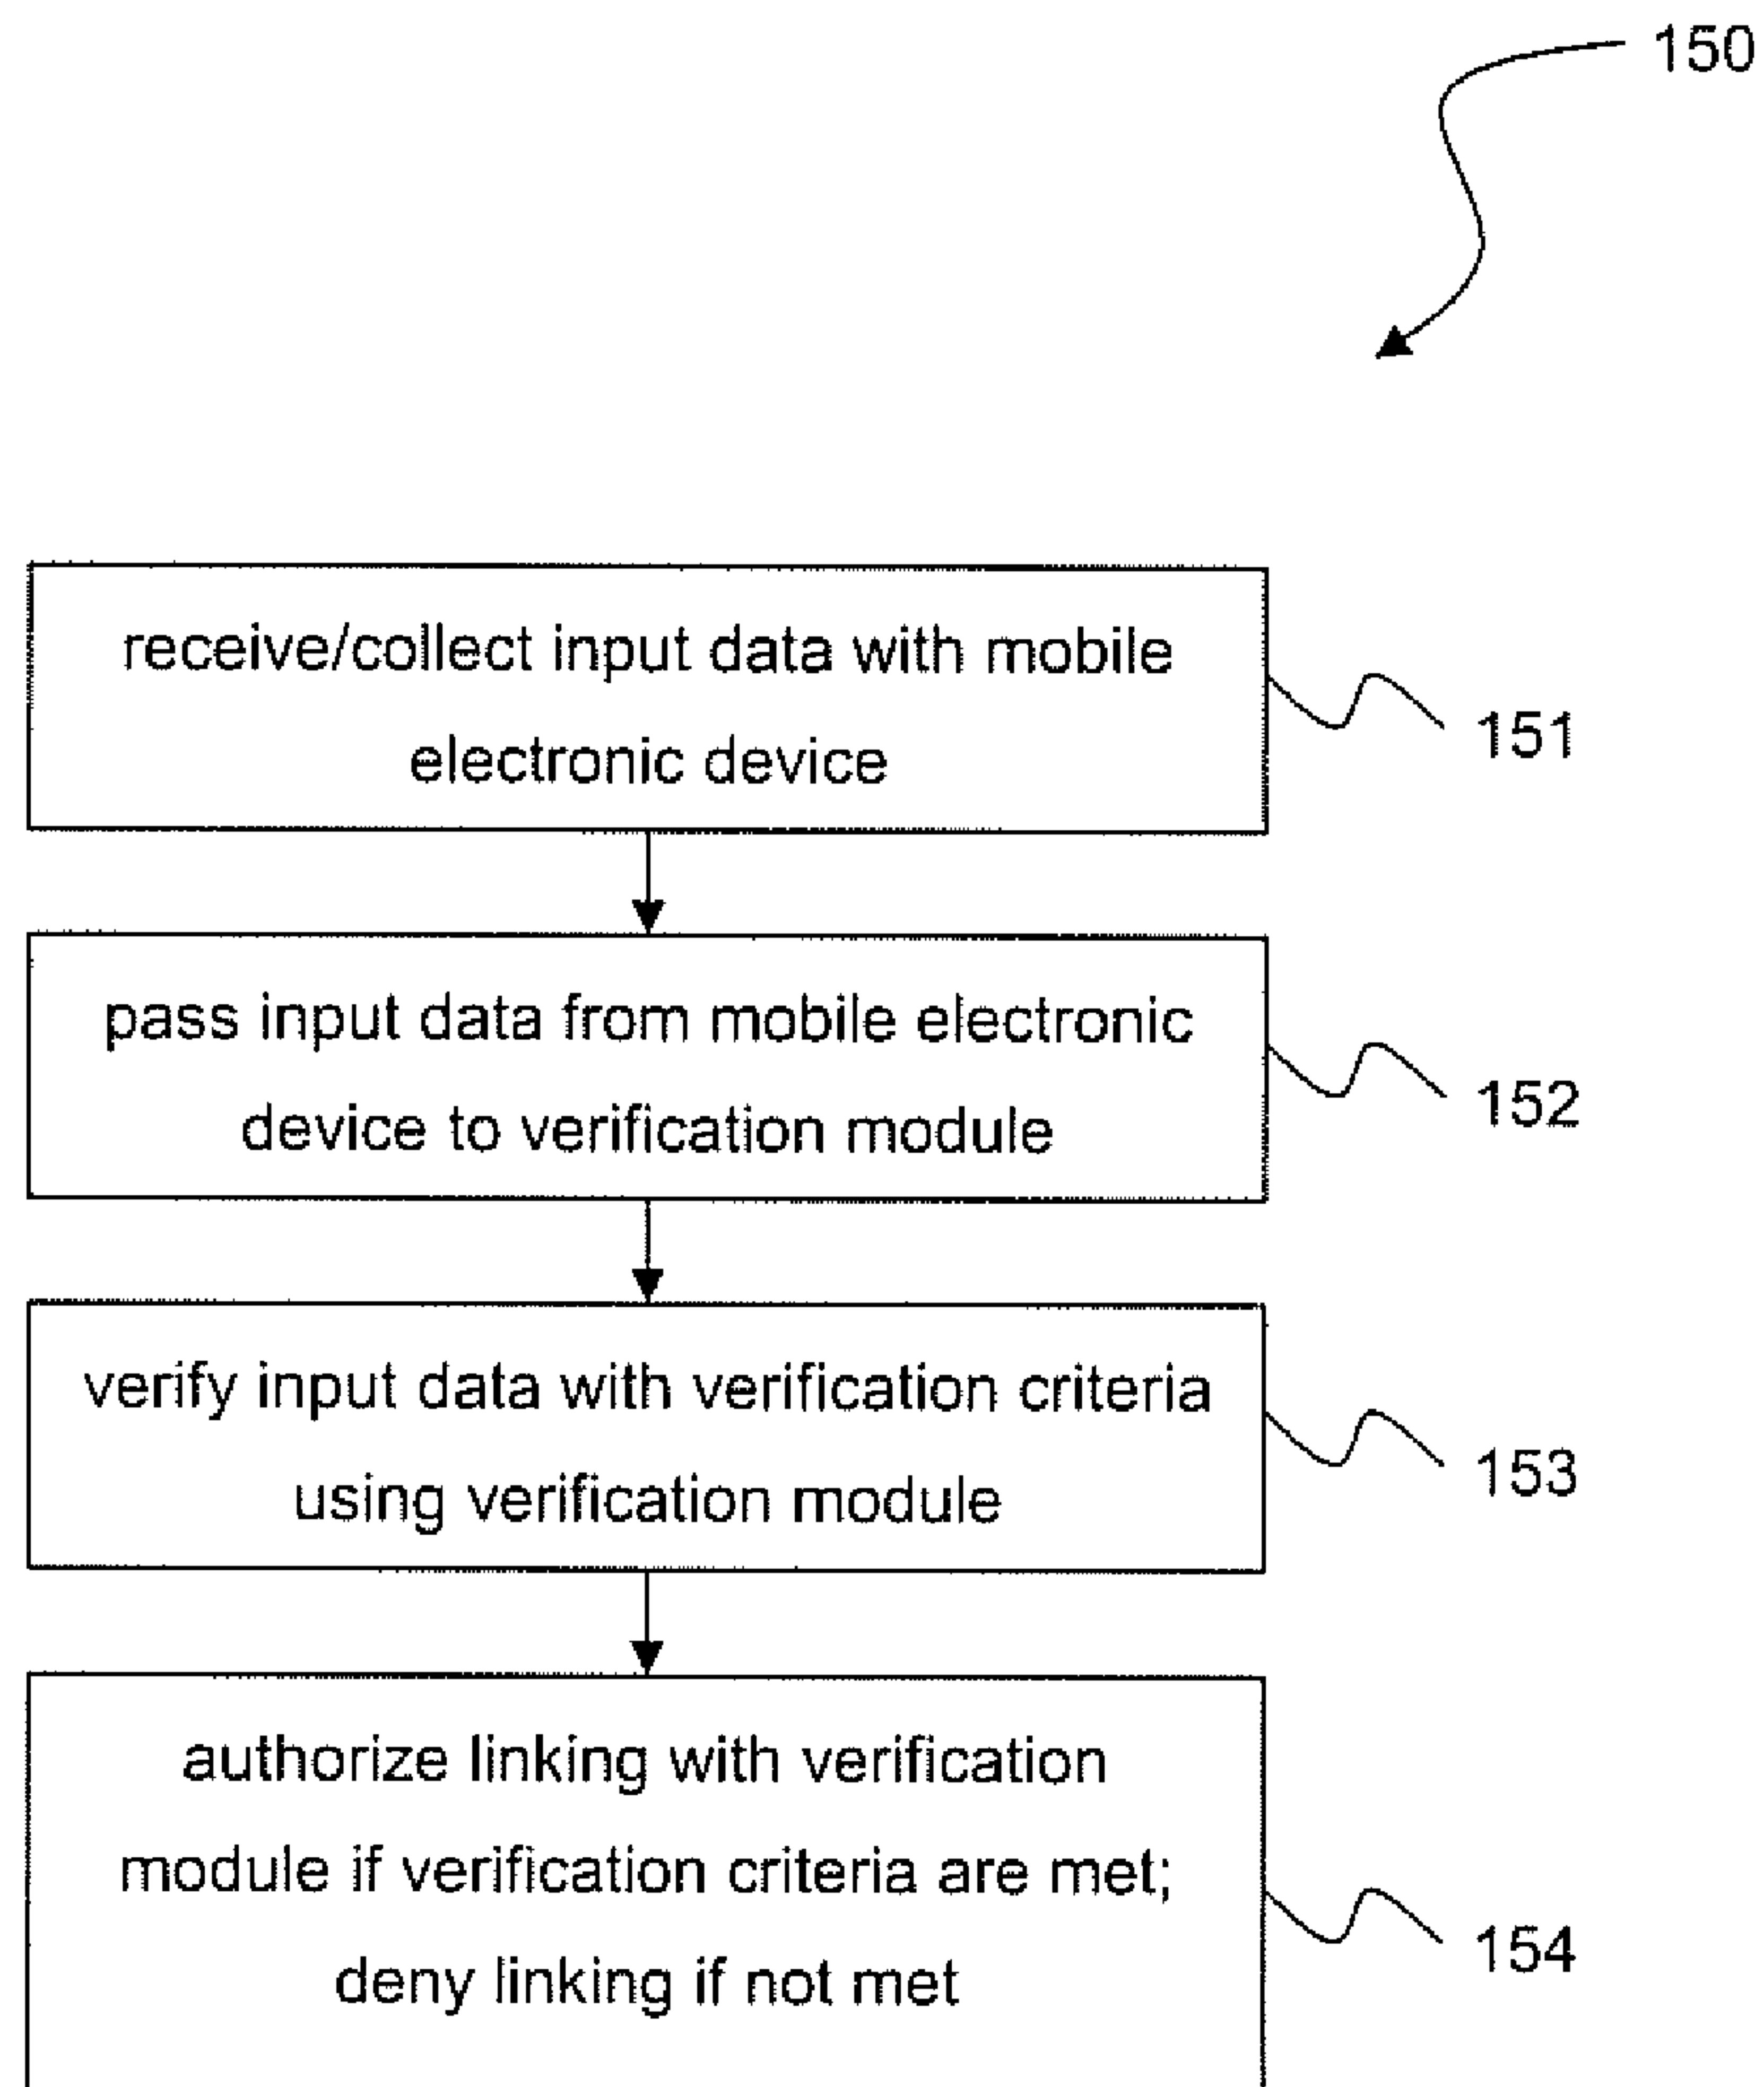 150
receive/collect input data with mobile
electronic device
151
pass input data from mobile electronic
device to verification module
152
verify input data with verification criteria
using verification module
153
authorize linking with verification
module if verification criteria are met;
deny linking if not met
154